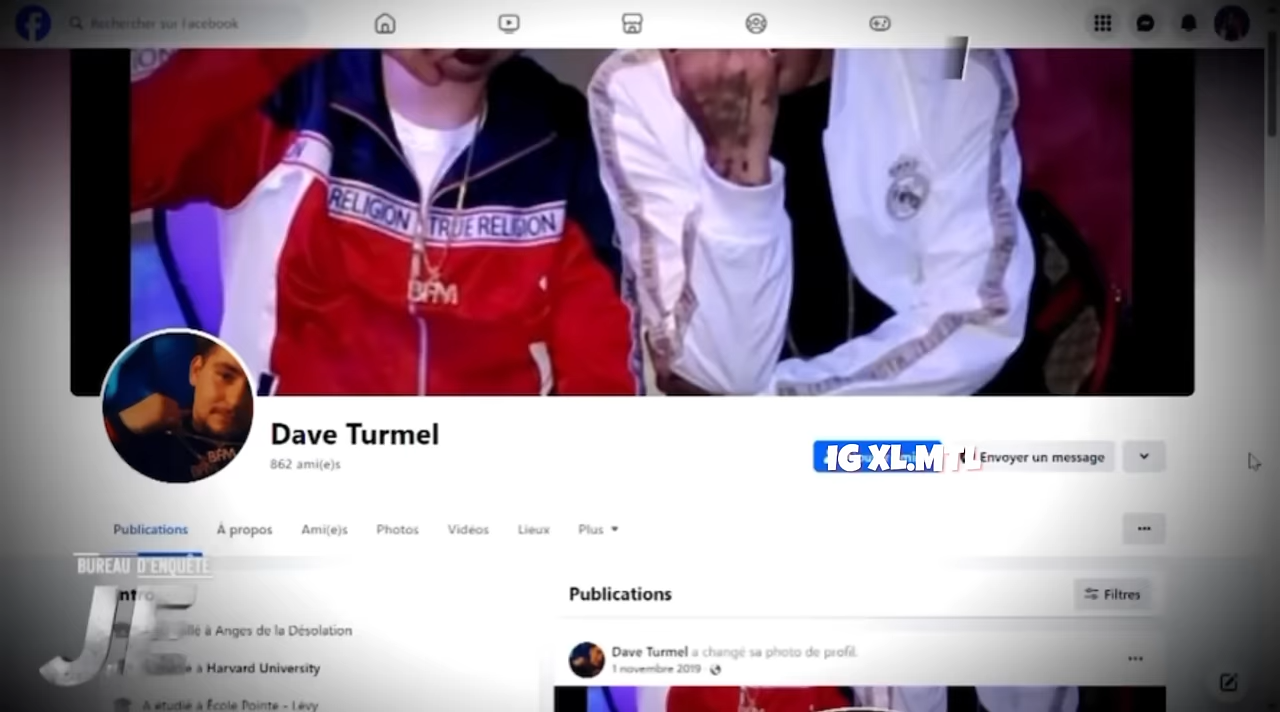 Rechercher sur Facebook
RELIGION TRUE RELIGION
BFM
BFM
Dave Turmel
862 ami(e)s
IG XL.MTL
Envoyer un message
Publications
À propos
Ami(e)s
Photos
Vidéos
Lieux
Plus
BUREAU D'ENQUÊTE
JE
Intro
à Anges de la Désolation
à Harvard University
A étudié à École Pointe - Lévy
Publications
Filtres
Dave Turmel a changé sa photo de profil.
1 novembre 2019